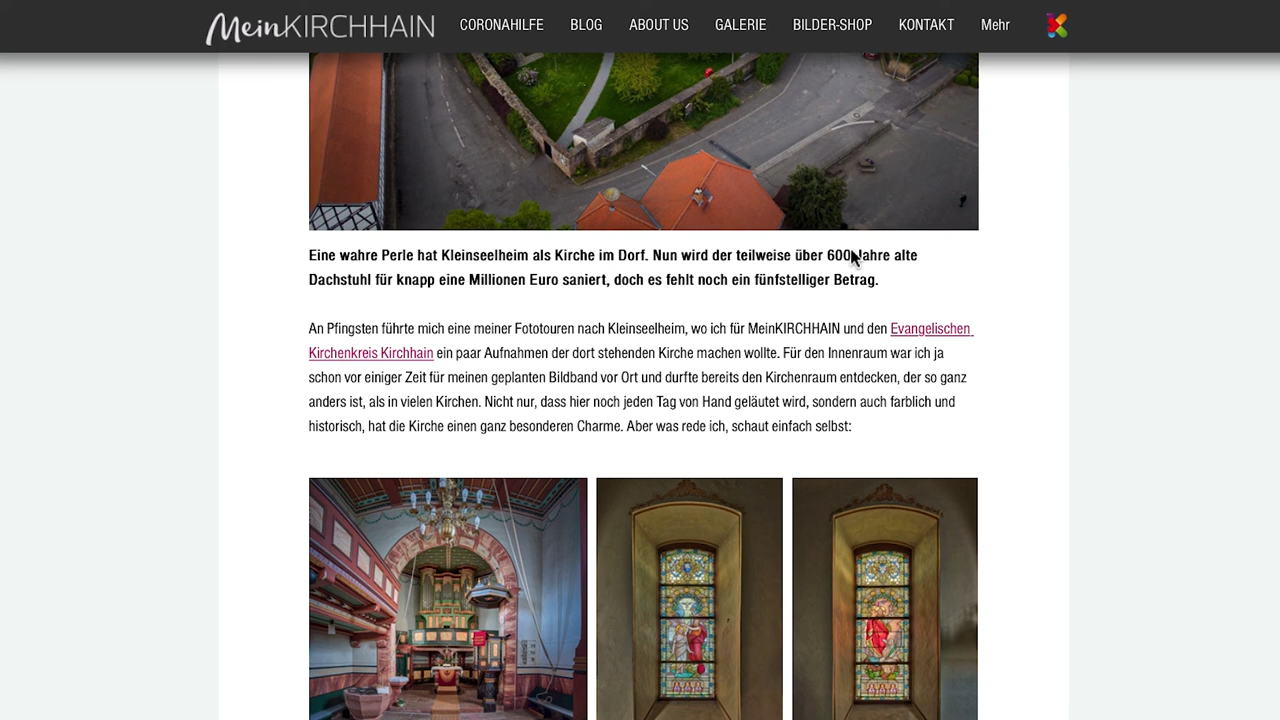 MeinKIRCHHAIN CORONAHILFE BLOG ABOUT US GALERIE BILDER-SHOP KONTAKT Mehr
Eine wahre Perle hat Kleinseelheim als Kirche im Dorf. Nun wird der teilweise über 600 Jahre alte
Dachstuhl für knapp eine Millionen Euro saniert, doch es fehlt noch ein fünfstelliger Betrag.
An Pfingsten führte mich eine meiner Fototouren nach Kleinseelheim, wo ich für MeinKIRCHHAIN und den Evangelischen
Kirchenkreis Kirchhain ein paar Aufnahmen der dort stehenden Kirche machen wollte. Für den Innenraum war ich ja
schon vor einiger Zeit für meinen geplanten Bildband vor Ort und durfte bereits den Kirchenraum entdecken, der so ganz
anders ist, als in vielen Kirchen. Nicht nur, dass hier noch jeden Tag von Hand geläutet wird, sondern auch farblich und
historisch, hat die Kirche einen ganz besonderen Charme. Aber was rede ich, schaut einfach selbst: